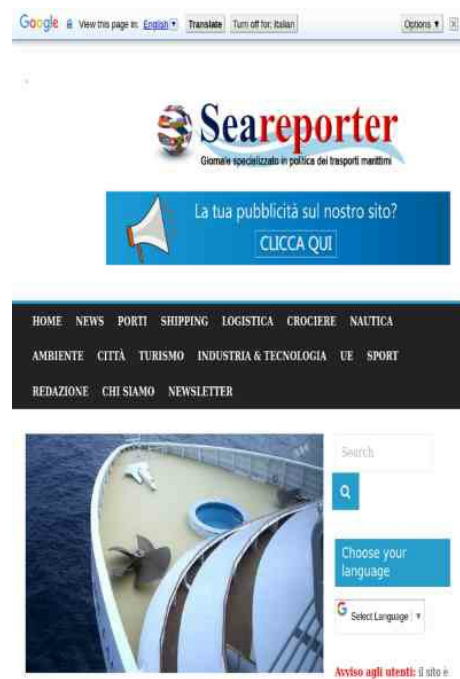 Google View this page in: English Translate Turn off for: Italian Options
Seareporter
Giornale specializzato in politica dei trasporti marittimi
La tua pubblicità sul nostro sito?
CLICCA QUI
HOME NEWS PORTI SHIPPING LOGISTICA CROCIERE NAUTICA
AMBIENTE CITTÀ TURISMO INDUSTRIA & TECNOLOGIA UE SPORT
REDAZIONE CHI SIAMO NEWSLETTER
Search
Choose your
language
G Select Language
Avviso agli utenti: il sito è